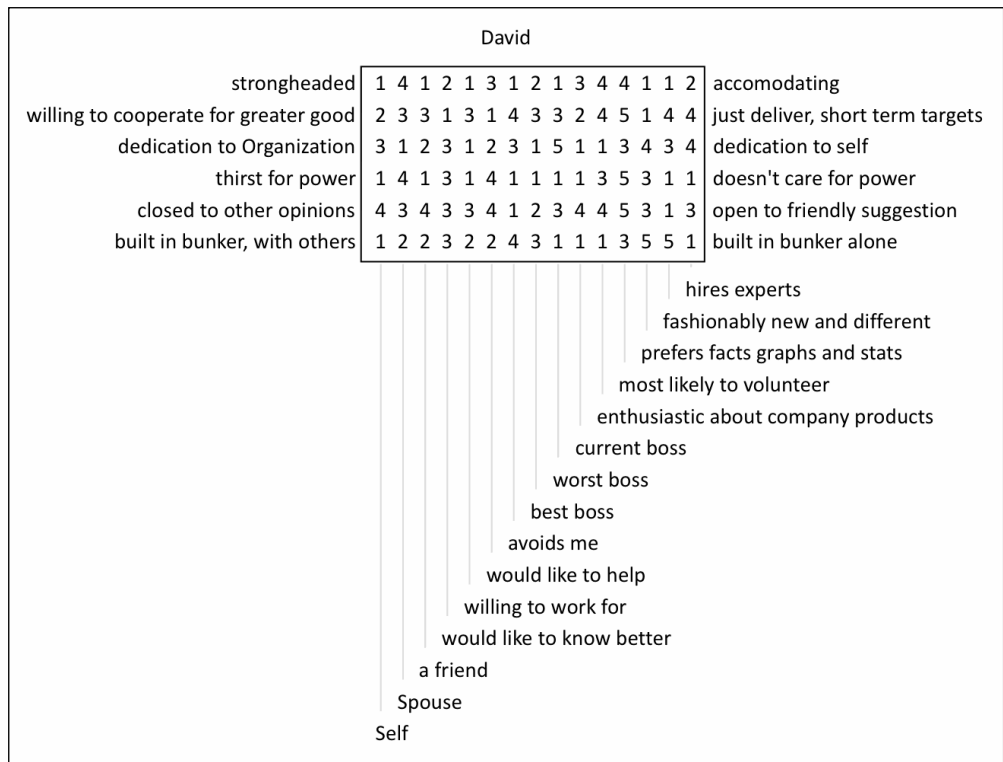 David
strongheaded 1 4 1 2 1 3 1 2 1 3 4 4 1 1 2 accomodating
willing to cooperate for greater good 2 3 3 1 3 1 4 3 3 2 4 5 1 4 4 just deliver, short term targets
dedication to Organization 3 1 2 3 1 2 3 1 5 1 1 3 4 3 4 dedication to self
thirst for power 1 4 1 3 1 4 1 1 1 1 3 5 3 1 1 doesn't care for power
closed to other opinions 4 3 4 3 3 4 1 2 3 4 4 5 3 1 3 open to friendly suggestion
built in bunker, with others 1 2 2 3 2 2 4 3 1 1 1 3 5 5 1 built in bunker alone
hires experts
fashionably new and different
prefers facts graphs and stats
most likely to volunteer
enthusiastic about company products
current boss
worst boss
best boss
avoids me
would like to help
willing to work for
would like to know better
a friend
Spouse
Self